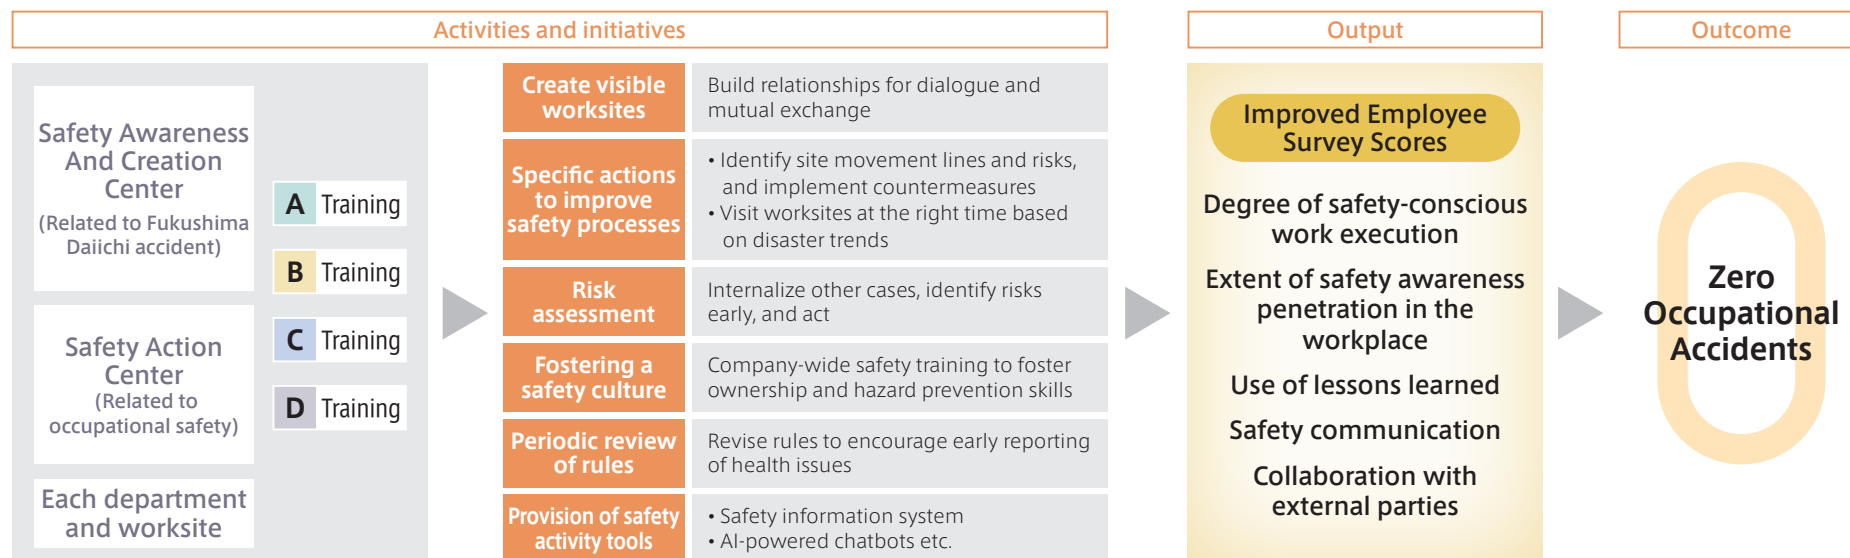 Activities and initiatives
Output
Outcome
Safety Awareness
And Creation
Center
(Related to Fukushima
Daiichi accident)
Safety Action
Center
(Related to
occupational safety)
Each department
and worksite
A Training
B Training
C Training
D Training
Create visible
worksites
Build relationships for dialogue and
mutual exchange
Specific actions
to improve
safety processes
• Identify site movement lines and risks,
and implement countermeasures
• Visit worksites at the right time based
on disaster trends
Risk
assessment
Internalize other cases, identify risks
early, and act
Fostering a
safety culture
Company-wide safety training to foster
ownership and hazard prevention skills
Periodic review
of rules
Revise rules to encourage early reporting
of health issues
Provision of safety
activity tools
• Safety information system
• AI-powered chatbots etc.
Improved Employee
Survey Scores
Degree of safety-conscious
work execution
Extent of safety awareness
penetration in the
workplace
Use of lessons learned
Safety communication
Collaboration with
external parties
Zero
Occupational
Accidents